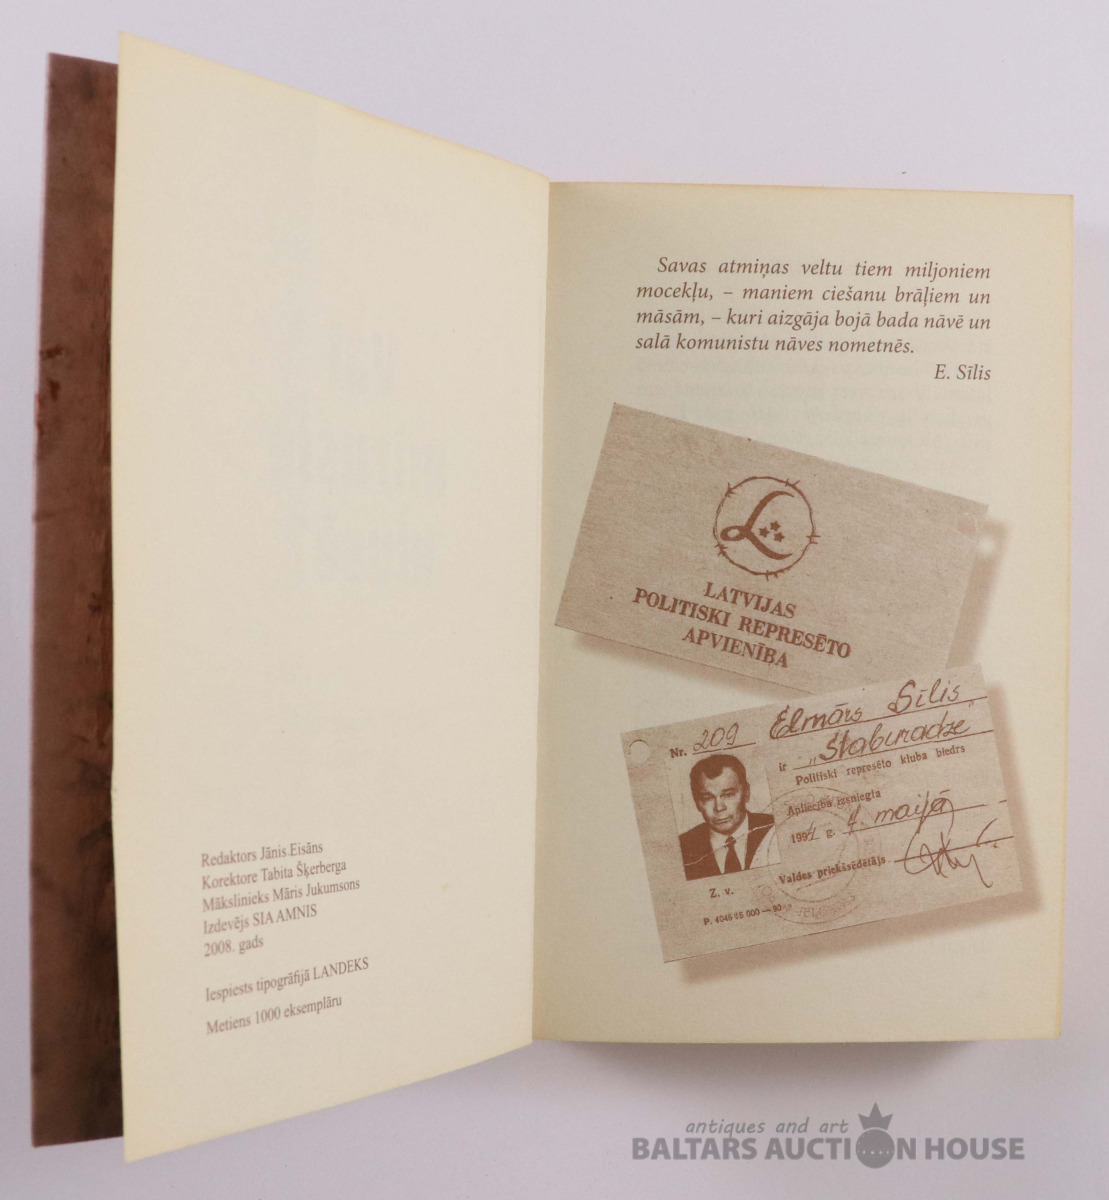 Redaktors Jānis Eisāns
Korektore Tabita Šķerberga
Mākslinieks Māris Jukumsons
Izdevējs SIA AMNIS
2008. gads
Iespiests tipogrāfijā LANDEKS
Metiens 1000 eksemplāru
Savas atmiņas veltu tiem miljoniem
mocekļu, – maniem ciešanu brāļiem un
māsām, – kuri aizgāja bojā bada nāvē un
salā komunistu nāves nometnēs.
E. Sīlis
LATVIJAS
POLITISKI REPRESĒTO
APVIENĪBA
Nr. 209 Elmārs Sīlis
ir „Staburadze"
Politiski represēto kluba biedrs
Apliecība izsniegta
1991 g. 4. maijā
Valdes priekšsēdētājs
Z. v.
antiques and art
BALTARS AUCTION HOUSE